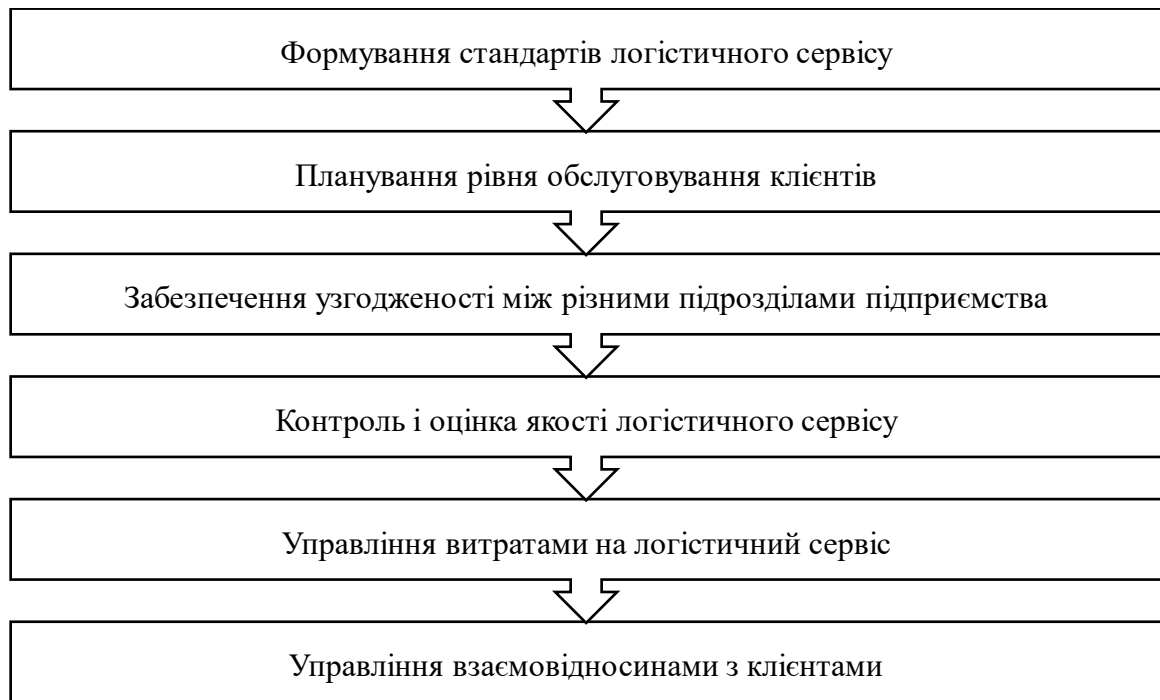 Формування стандартів логістичного сервісу
Планування рівня обслуговування клієнтів
Забезпечення узгодженості між різними підрозділами підприємства
Контроль і оцінка якості логістичного сервісу
Управління витратами на логістичний сервіс
Управління взаємовідносинами з клієнтами